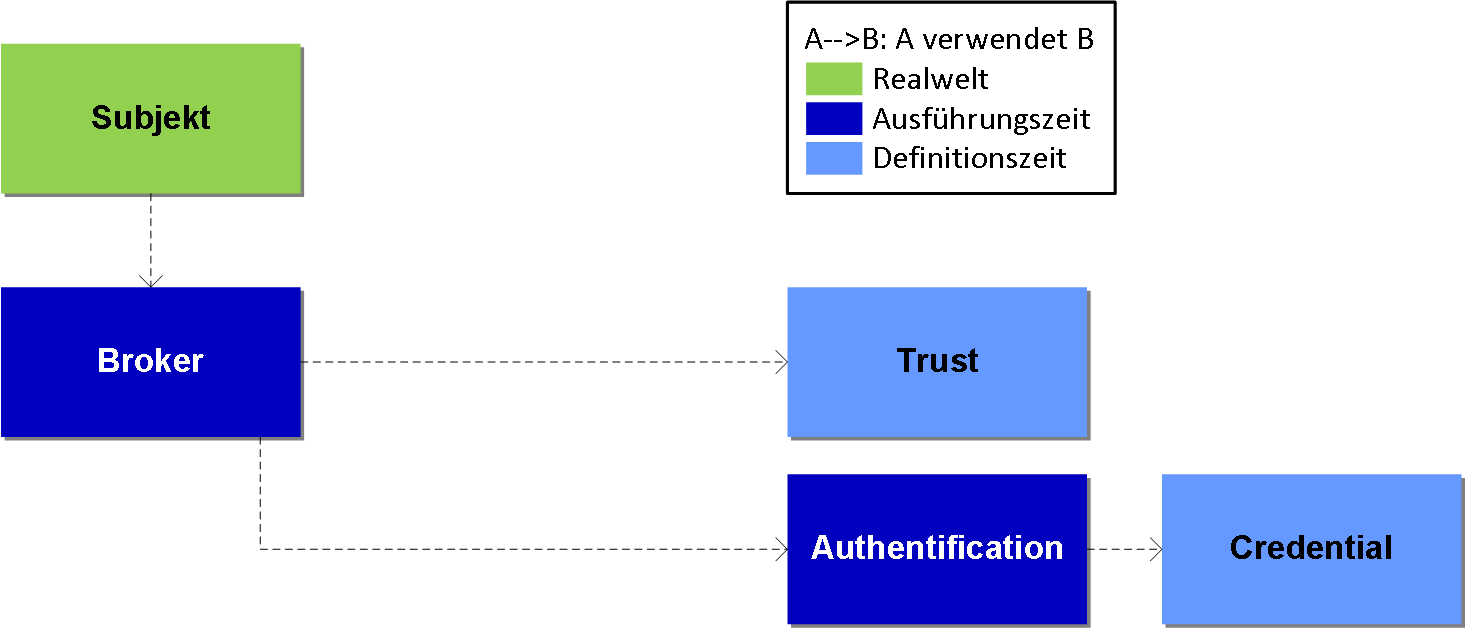 Subjekt
A-->B: A verwendet B
Realwelt
Ausführungszeit
Definitionszeit
Broker
Trust
Authentification
Credential